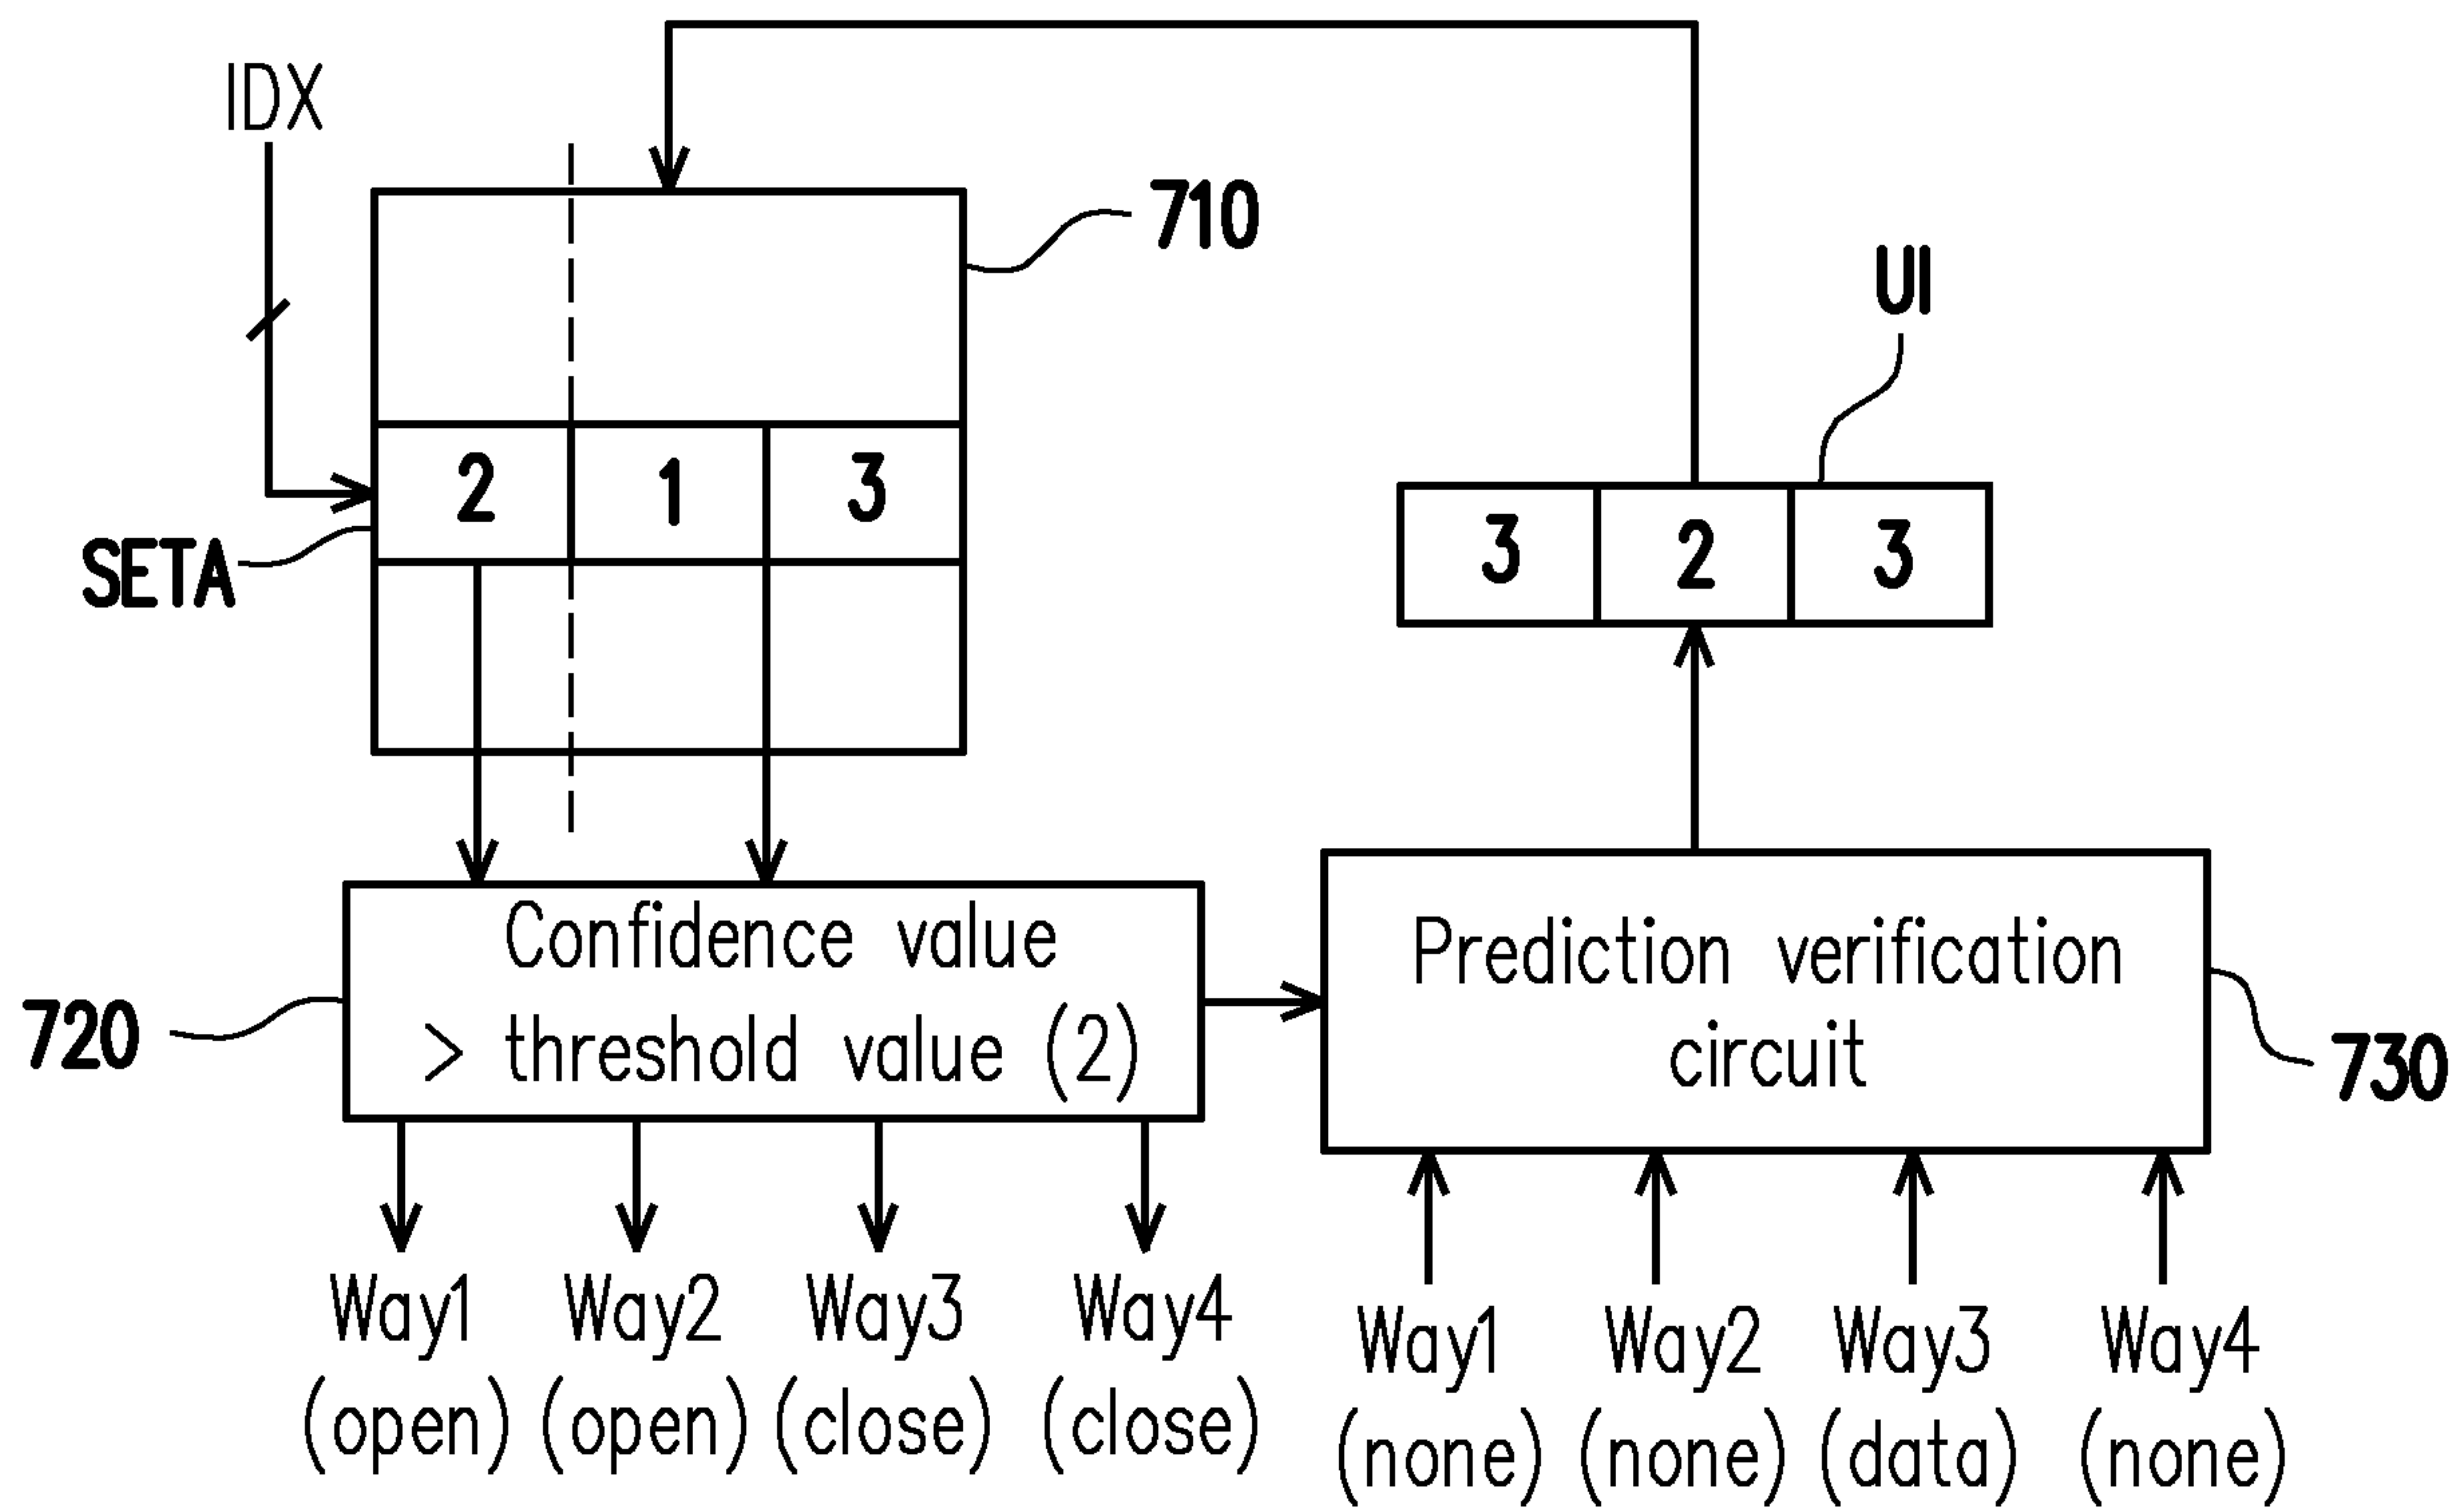 IDX
710
UI
2 1 3
3 2 3
SETA
Confidence value
> threshold value (2)
720
Prediction verification
circuit
730
Way1 Way2 Way3 Way4
(open) (open) (close) (close)
Way1 Way2 Way3 Way4
(none) (none) (data) (none)